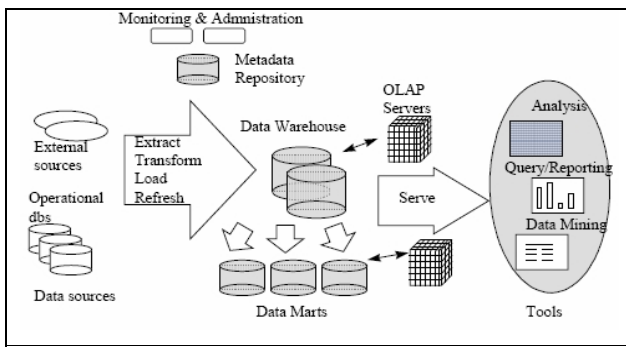 Monitoring & Admnistration
Metadata
Repository
External
sources
Operational
dbs
Data sources
Extract
Transform
Load
Refresh
Data Warehouse
Data Marts
OLAP
Servers
Serve
Analysis
Query/Reporting
Data Mining
Tools